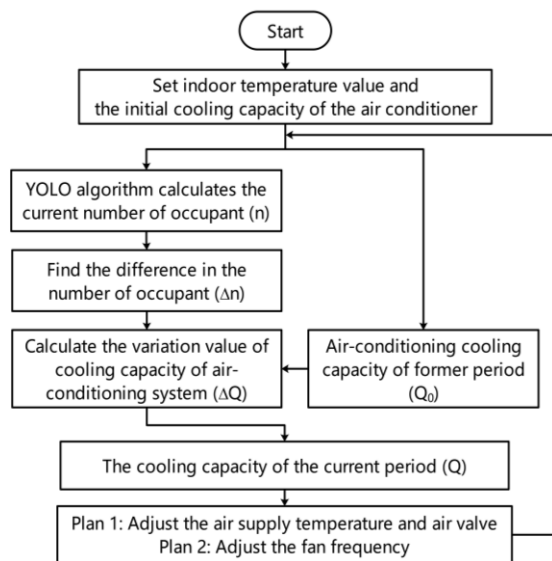 Start
Set indoor temperature value and
the initial cooling capacity of the air conditioner
YOLO algorithm calculates the
current number of occupant (n)
Find the difference in the
number of occupant (Δn)
Calculate the variation value of
cooling capacity of air-
conditioning system (ΔQ)
Air-conditioning cooling
capacity of former period
(Q₀)
The cooling capacity of the current period (Q)
Plan 1: Adjust the air supply temperature and air valve
Plan 2: Adjust the fan frequency